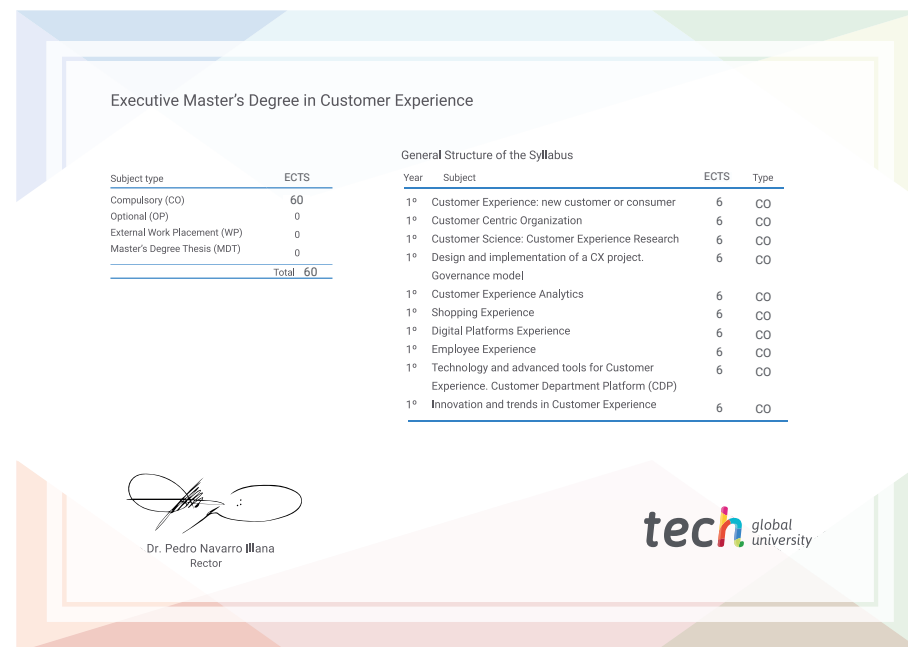 Executive Master's Degree in Customer Experience
General Structure of the Syllabus
Subject type ECTS
Compulsory (CO) 60
Optional (OP) 0
External Work Placement (WP) 0
Master's Degree Thesis (MDT) 0
Total 60
Year Subject ECTS Type
1º Customer Experience: new customer or consumer 6 CO
1º Customer Centric Organization 6 CO
1º Customer Science: Customer Experience Research 6 CO
1º Design and implementation of a CX project. 6 CO
Governance model
1º Customer Experience Analytics 6 CO
1º Shopping Experience 6 CO
1º Digital Platforms Experience 6 CO
1º Employee Experience 6 CO
1º Technology and advanced tools for Customer 6 CO
Experience. Customer Department Platform (CDP)
1º Innovation and trends in Customer Experience 6 CO
Dr. Pedro Navarro Illana
Rector
tech global
university